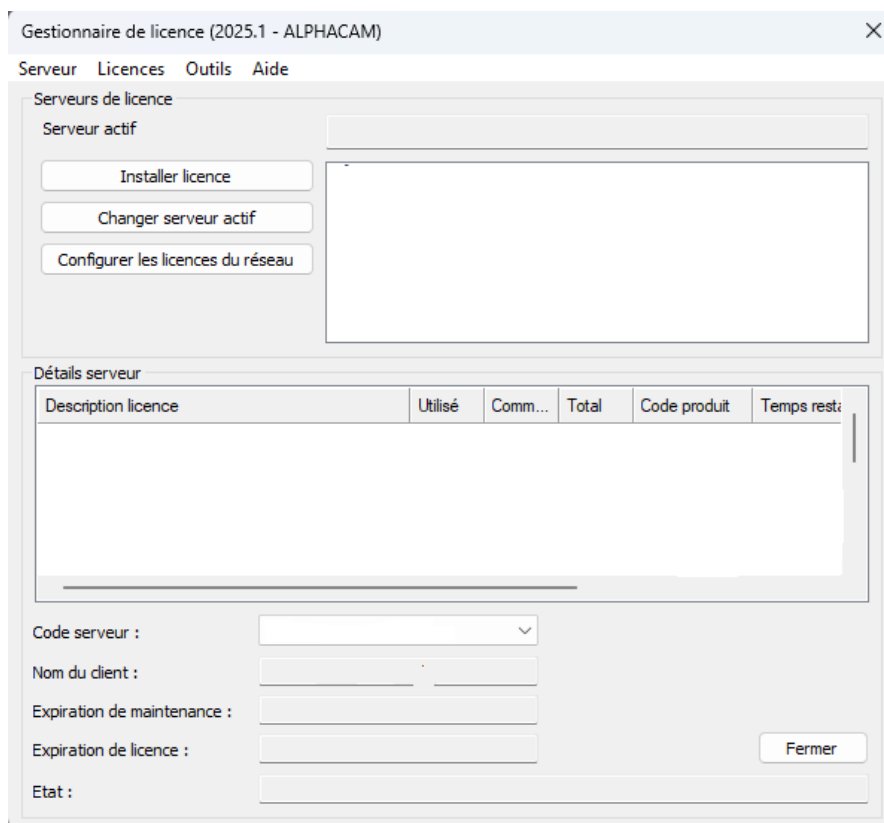 Gestionnaire de licence (2025.1 - ALPHACAM)
Serveur Licences Outils Aide
Serveurs de licence
Serveur actif
Installer licence
Changer serveur actif
Configurer les licences du réseau
Détails serveur
Description licence Utilisé Comm... Total Code produit Temps resta
Code serveur :
Nom du client :
Expiration de maintenance :
Expiration de licence :
Fermer
Etat :